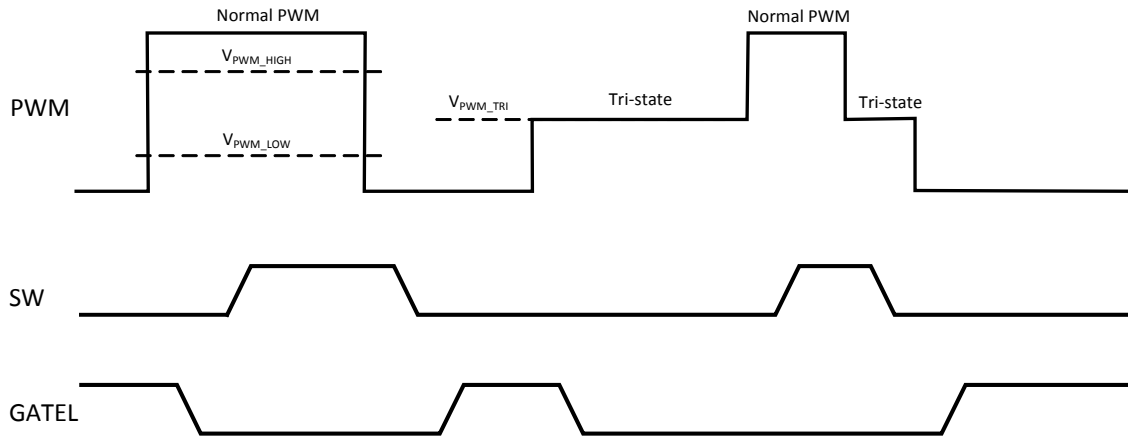 Normal PWM
Normal PWM
V_PWM_HIGH
PWM
V_PWM_TRI
Tri-state
Tri-state
V_PWM_LOW
SW
GATEL